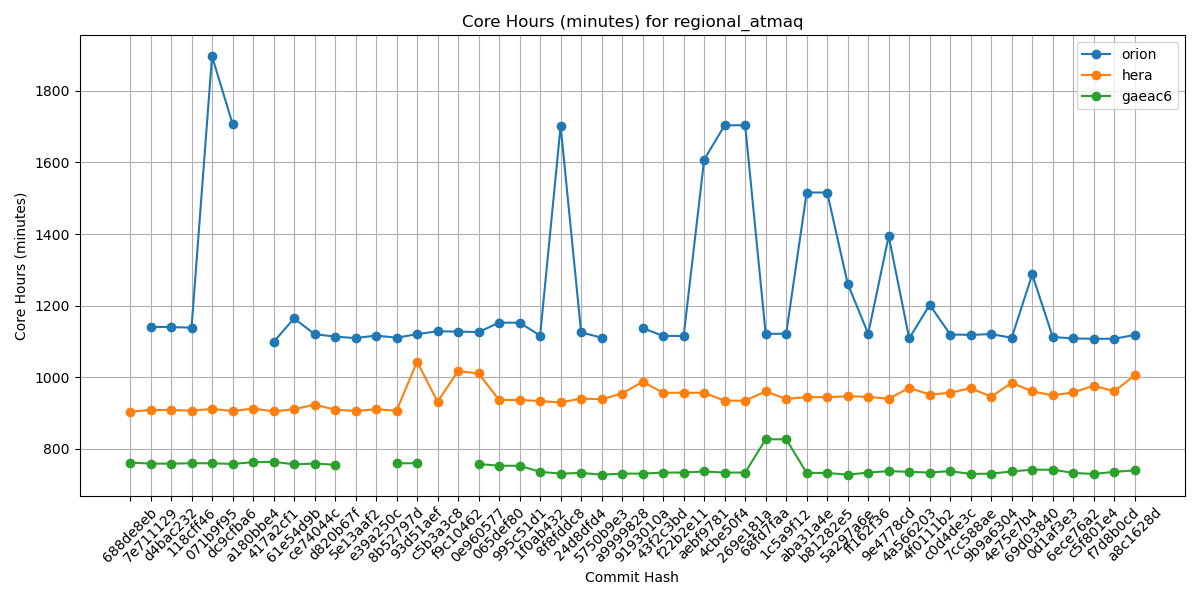 Core Hours (minutes) for regional_atmaq
orion
hera
gaeac6
Core Hours (minutes)
1800
1600
1400
1200
1000
800
688de8eb
7e711129
d4bac232
118cff46
071b9f95
dc9cfba6
a180bbe4
417a2cf1
61e54d9b
ce74044c
d820b67f
5e13aaf2
e39a250c
8b52797d
93d51aef
c5b3a3c8
f9c10462
0e960577
065def80
995c51d1
1f0ab432
8f8fddc8
24d8dfd4
5750b9e3
a9999828
9193010a
43f2c3bd
f22b2e11
aebf9781
4cbe50f4
269e181a
68fd7faa
1c5a9f12
aba31a4e
b81282e5
5a297a6e
ff162f36
9e4778cd
4a566203
4f011b2
c0d4de3c
7cc588ae
9b9a6304
4e75e7b4
69d03840
0d1af3e3
6ece76a2
c5f801e4
f7d8b0cd
a8c1628d
Commit Hash